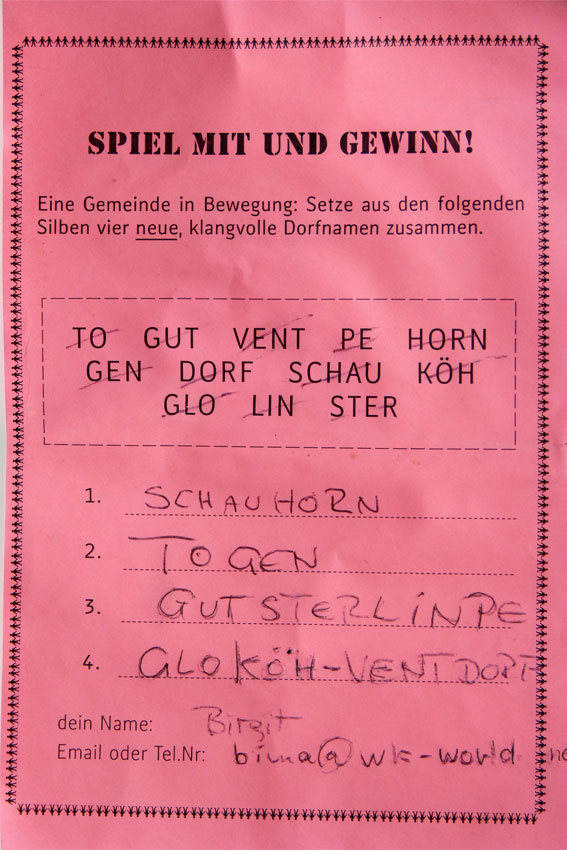 SPIEL MIT UND GEWINN!
Eine Gemeinde in Bewegung: Setze aus den folgenden
Silben vier neue, klangvolle Dorfnamen zusammen.
TO GUT VENT PE HORN
GEN DORF SCHAU KÖH
GLO LIN STER
1. SCHAUHORN
2. TOGEN
3. GUTSTERLINPE
4. GLOKÖH-VENTDORF
dein Name: Birgit
Email oder Tel.Nr: @wk-world